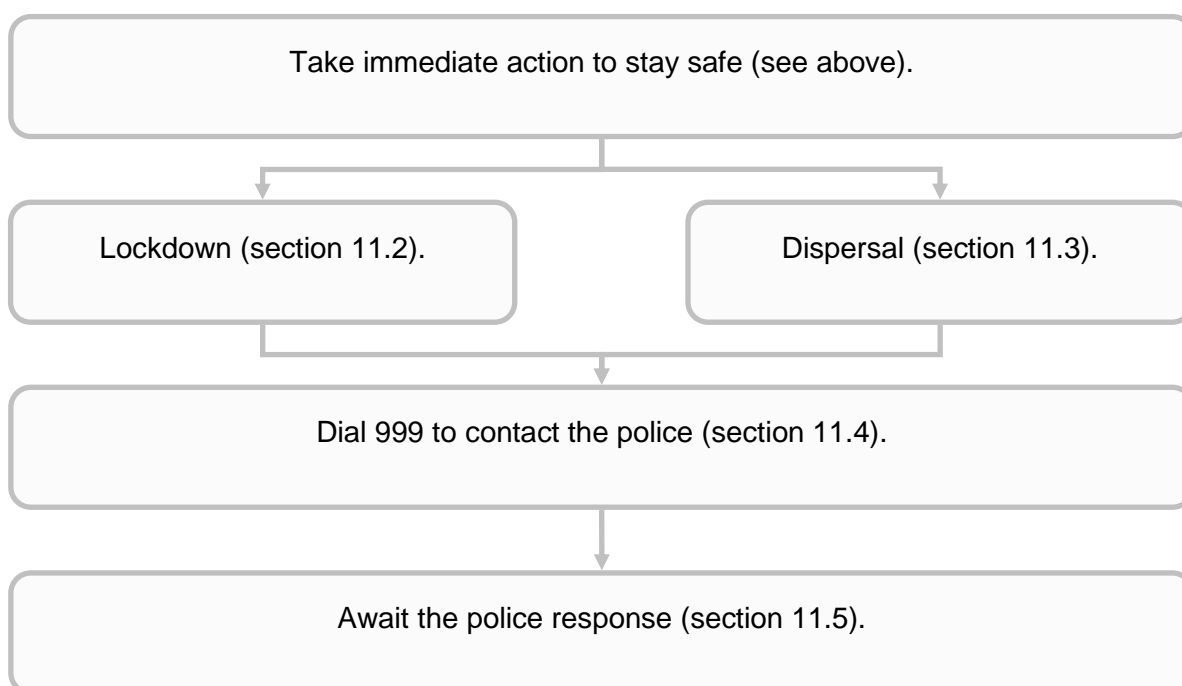 Take immediate action to stay safe (see above).
Lockdown (section 11.2).
Dispersal (section 11.3).
Dial 999 to contact the police (section 11.4).
Await the police response (section 11.5).